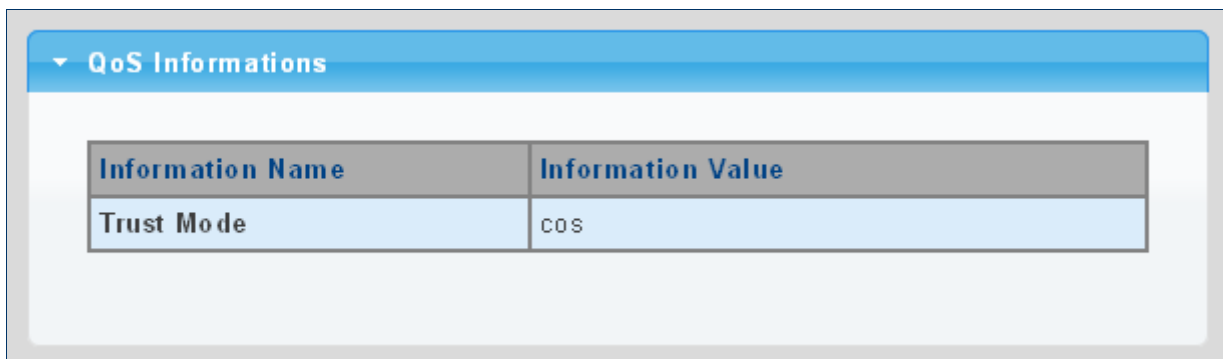 QoS Informations
Information Name Information Value
Trust Mode cos